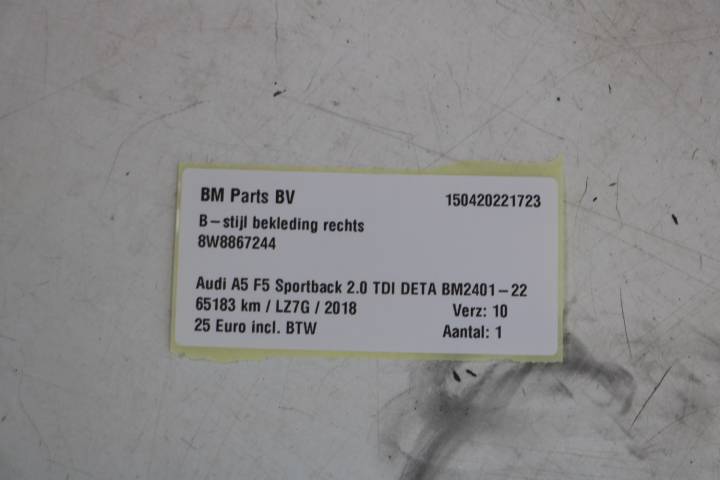 BM Parts BV 150420221723
B-stijl bekleding rechts
8W8867244
Audi A5 F5 Sportback 2.0 TDI DETA BM2401-22
65183 km / LZ7G / 2018 Verz: 10
25 Euro incl. BTW Aantal: 1